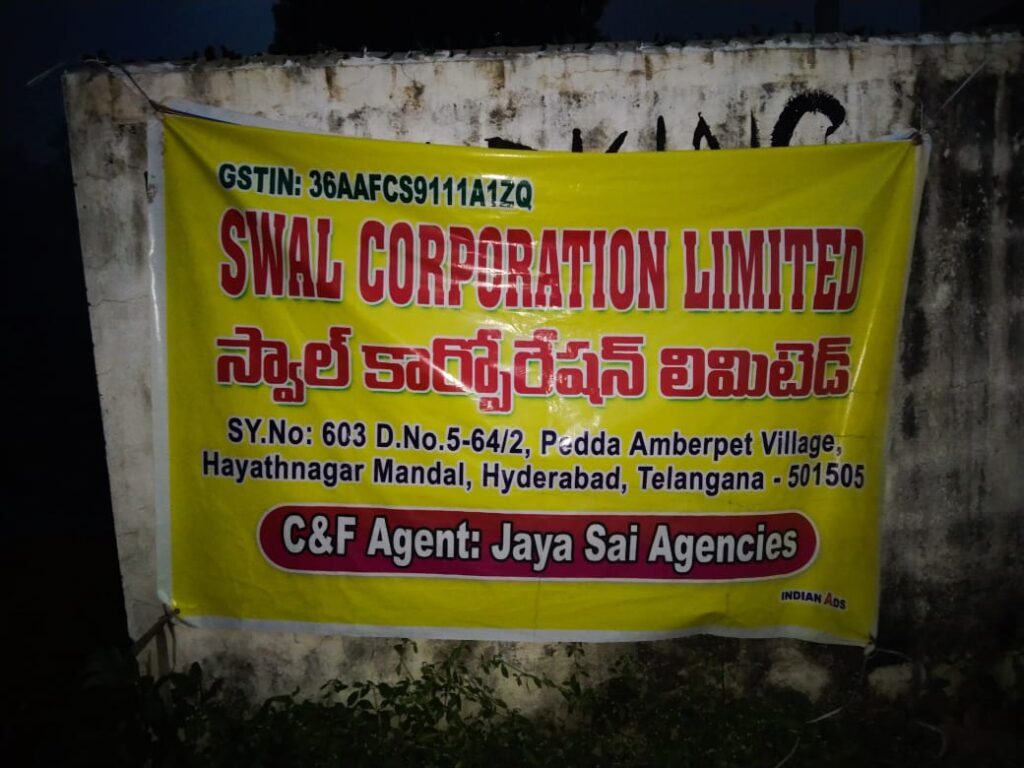 GSTIN: 36AAFCS9111A1ZQ
SWAL CORPORATION LIMITED
స్వాల్ కార్పోరేషన్ లిమిటెడ్
SY.No: 603 D.No.5-64/2, Pedda Amberpet Village,
Hayathnagar Mandal, Hyderabad, Telangana - 501505
C&F Agent: Jaya Sai Agencies
INDIAN ADS